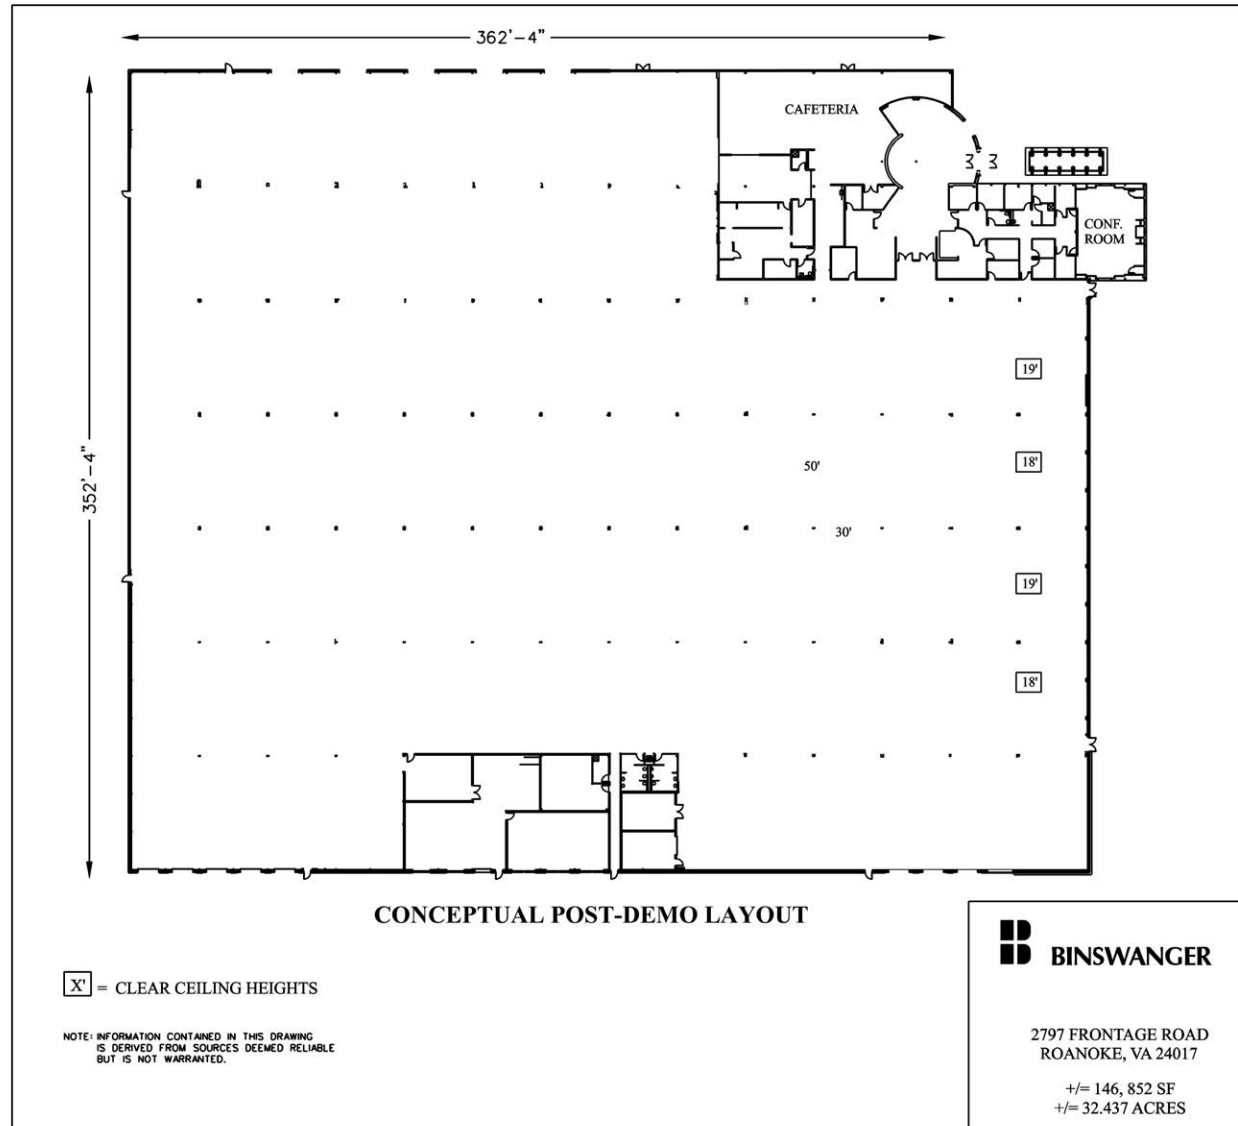 362'-4"
CAFETERIA
CONF.
ROOM
19'
18'
50'
352'-4"
30'
19'
18'
CONCEPTUAL POST-DEMO LAYOUT
BINSWANGER
X' = CLEAR CEILING HEIGHTS
NOTE: INFORMATION CONTAINED IN THIS DRAWING
IS DERIVED FROM SOURCES DEEMED RELIABLE
BUT IS NOT WARRANTED.
2797 FRONTAGE ROAD
ROANOKE, VA 24017
+/= 146, 852 SF
+/= 32.437 ACRES